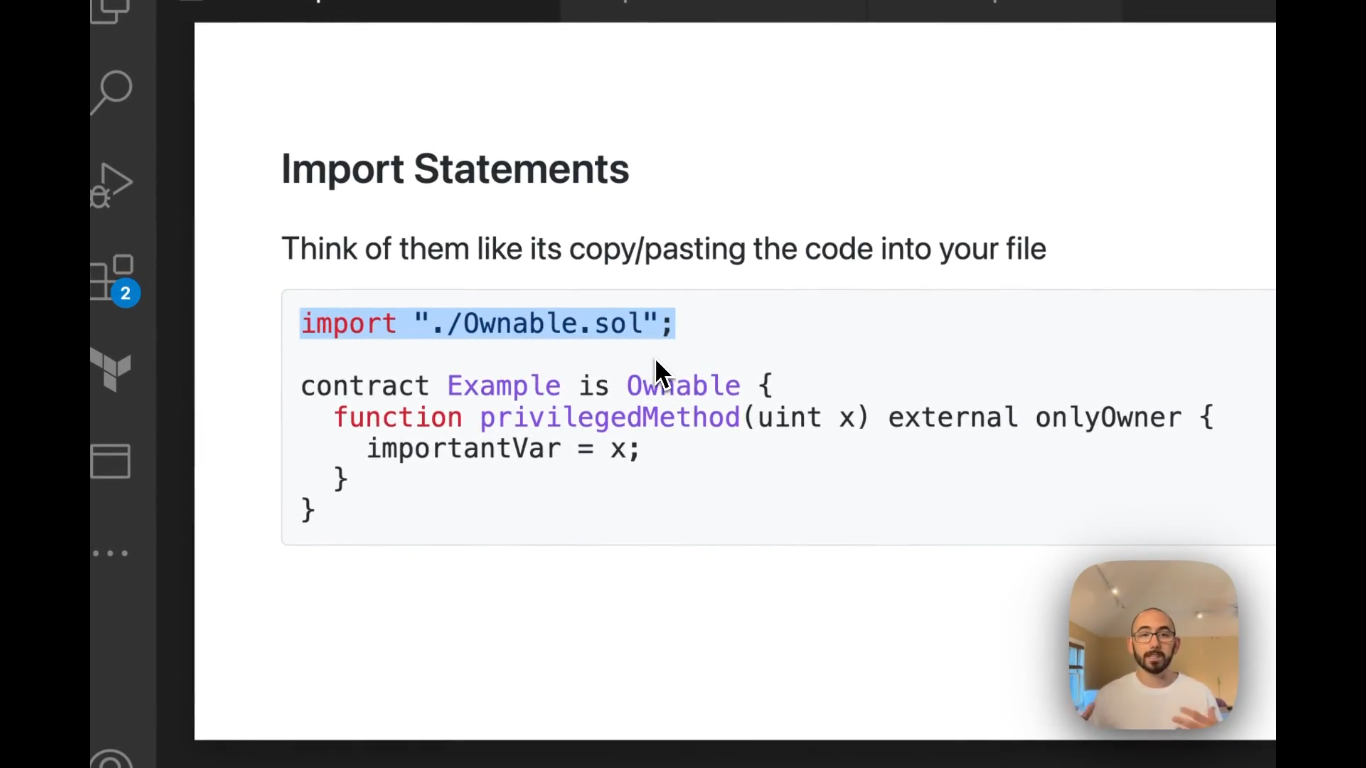 Import Statements
Think of them like its copy/pasting the code into your file
import "./Ownable.sol";
contract Example is Ownable {
function privilegedMethod(uint x) external onlyOwner {
importantVar = x;
}
}
2